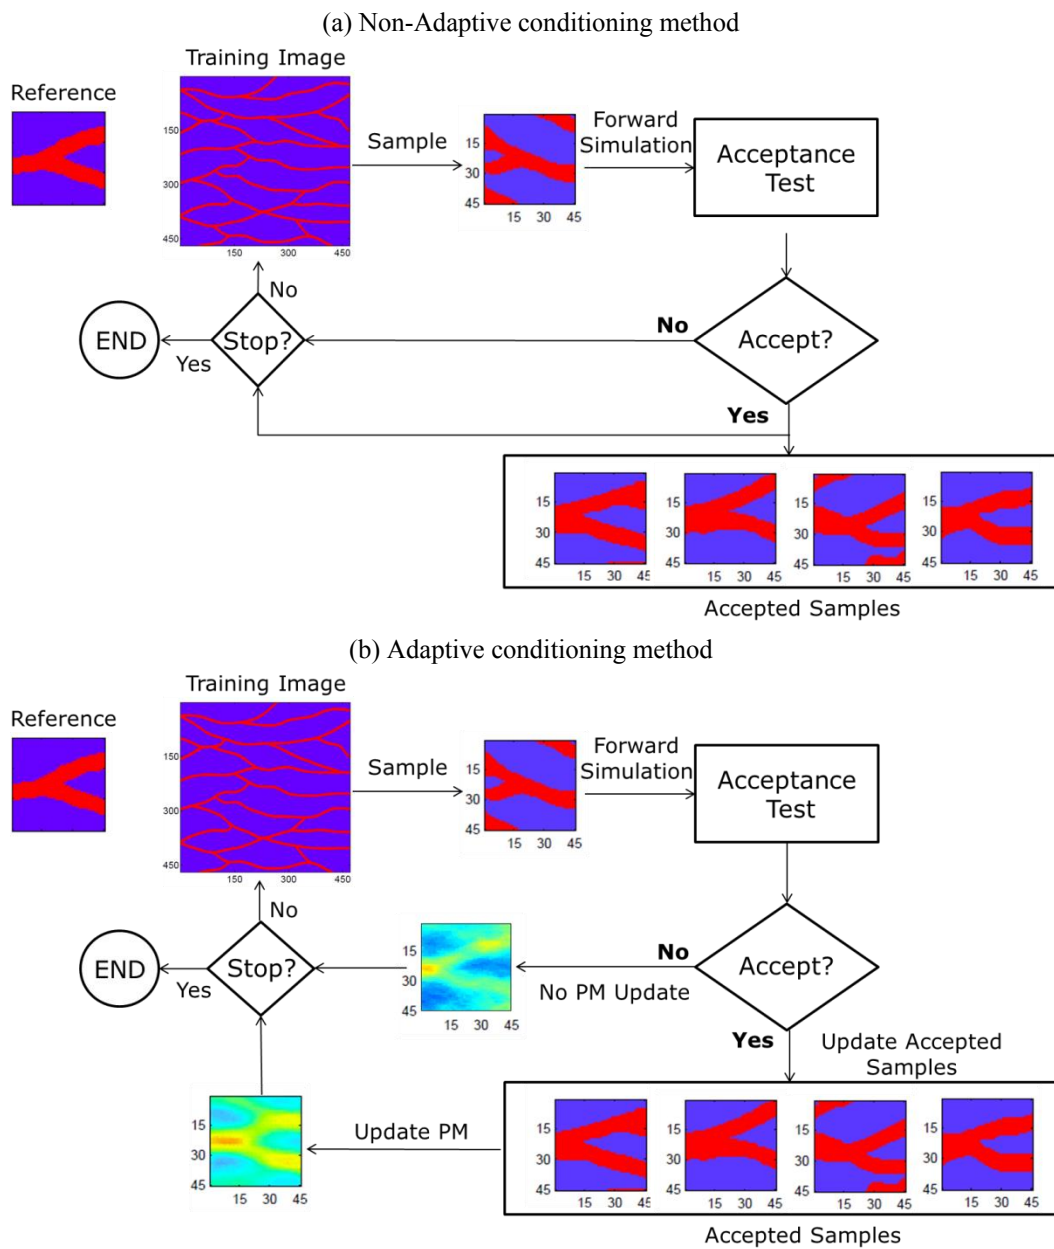 (a) Non-Adaptive conditioning method
Training Image
Reference
150
300
450
150 300 450
Sample
15
30
45
15 30 45
Forward
Simulation
Acceptance
Test
No
END
Yes
Stop?
No
Accept?
Yes
15
30
45
15 30 45
15
30
45
15 30 45
15
30
45
15 30 45
15
30
45
15 30 45
Accepted Samples
(b) Adaptive conditioning method
Training Image
Reference
150
300
450
150 300 450
Sample
15
30
45
15 30 45
Forward
Simulation
Acceptance
Test
No
END
Yes
Stop?
15
30
45
15 30 45
No
No PM Update
Accept?
Yes
Update Accepted
Samples
15
30
45
15 30 45
Update PM
15
30
45
15 30 45
15
30
45
15 30 45
15
30
45
15 30 45
15
30
45
15 30 45
Accepted Samples